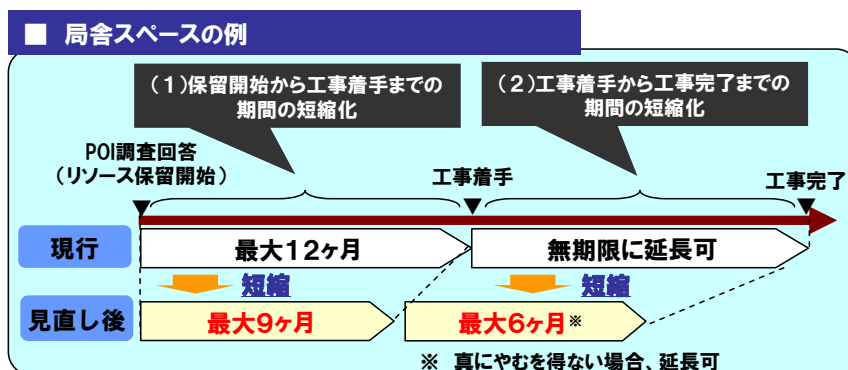 ■ 局舎スペースの例
(1)保留開始から工事着手までの
期間の短縮化
(2)工事着手から工事完了までの
期間の短縮化
POI調査回答
(リソース保留開始)
工事着手
工事完了
現行
最大12ヶ月
無期限に延長可
短縮
短縮
見直し後
最大9ヶ月
最大6ヶ月※
※ 真にやむを得ない場合、延長可